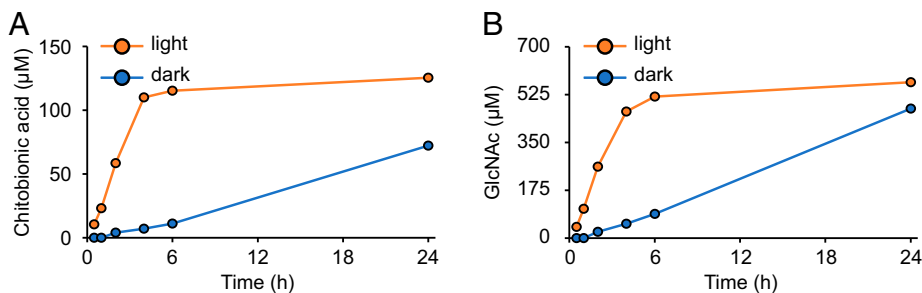 A
light
dark
Chitobionic acid (µM)
150
100
50
0
0 6 12 18 24
Time (h)
B
light
dark
GlcNAc (µM)
700
525
350
175
0
0 6 12 18 24
Time (h)